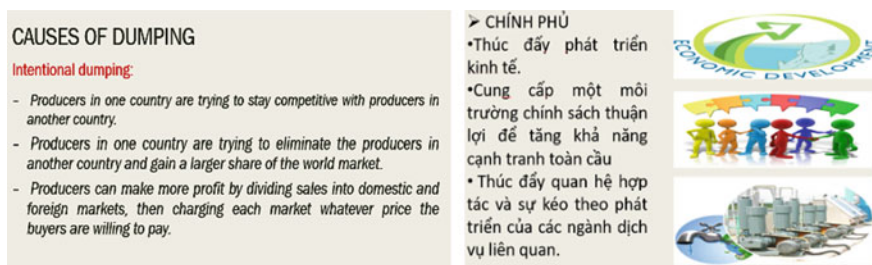 CAUSES OF DUMPING
Intentional dumping:
- Producers in one country are trying to stay competitive with producers in
another country.
- Producers in one country are trying to eliminate the producers in
another country and gain a larger share of the world market.
- Producers can make more profit by dividing sales into domestic and
foreign markets, then charging each market whatever price the
buyers are willing to pay.
➢ CHÍNH PHỦ
•Thúc đẩy phát triển
kinh tế.
•Cung cấp một môi
trường chính sách thuận
lợi để tăng khả năng
cạnh tranh toàn cầu
• Thúc đẩy quan hệ hợp
tác và sự kéo theo phát
triển của các ngành dịch
vụ liên quan.
ECONOMIC DEVELOPMENT